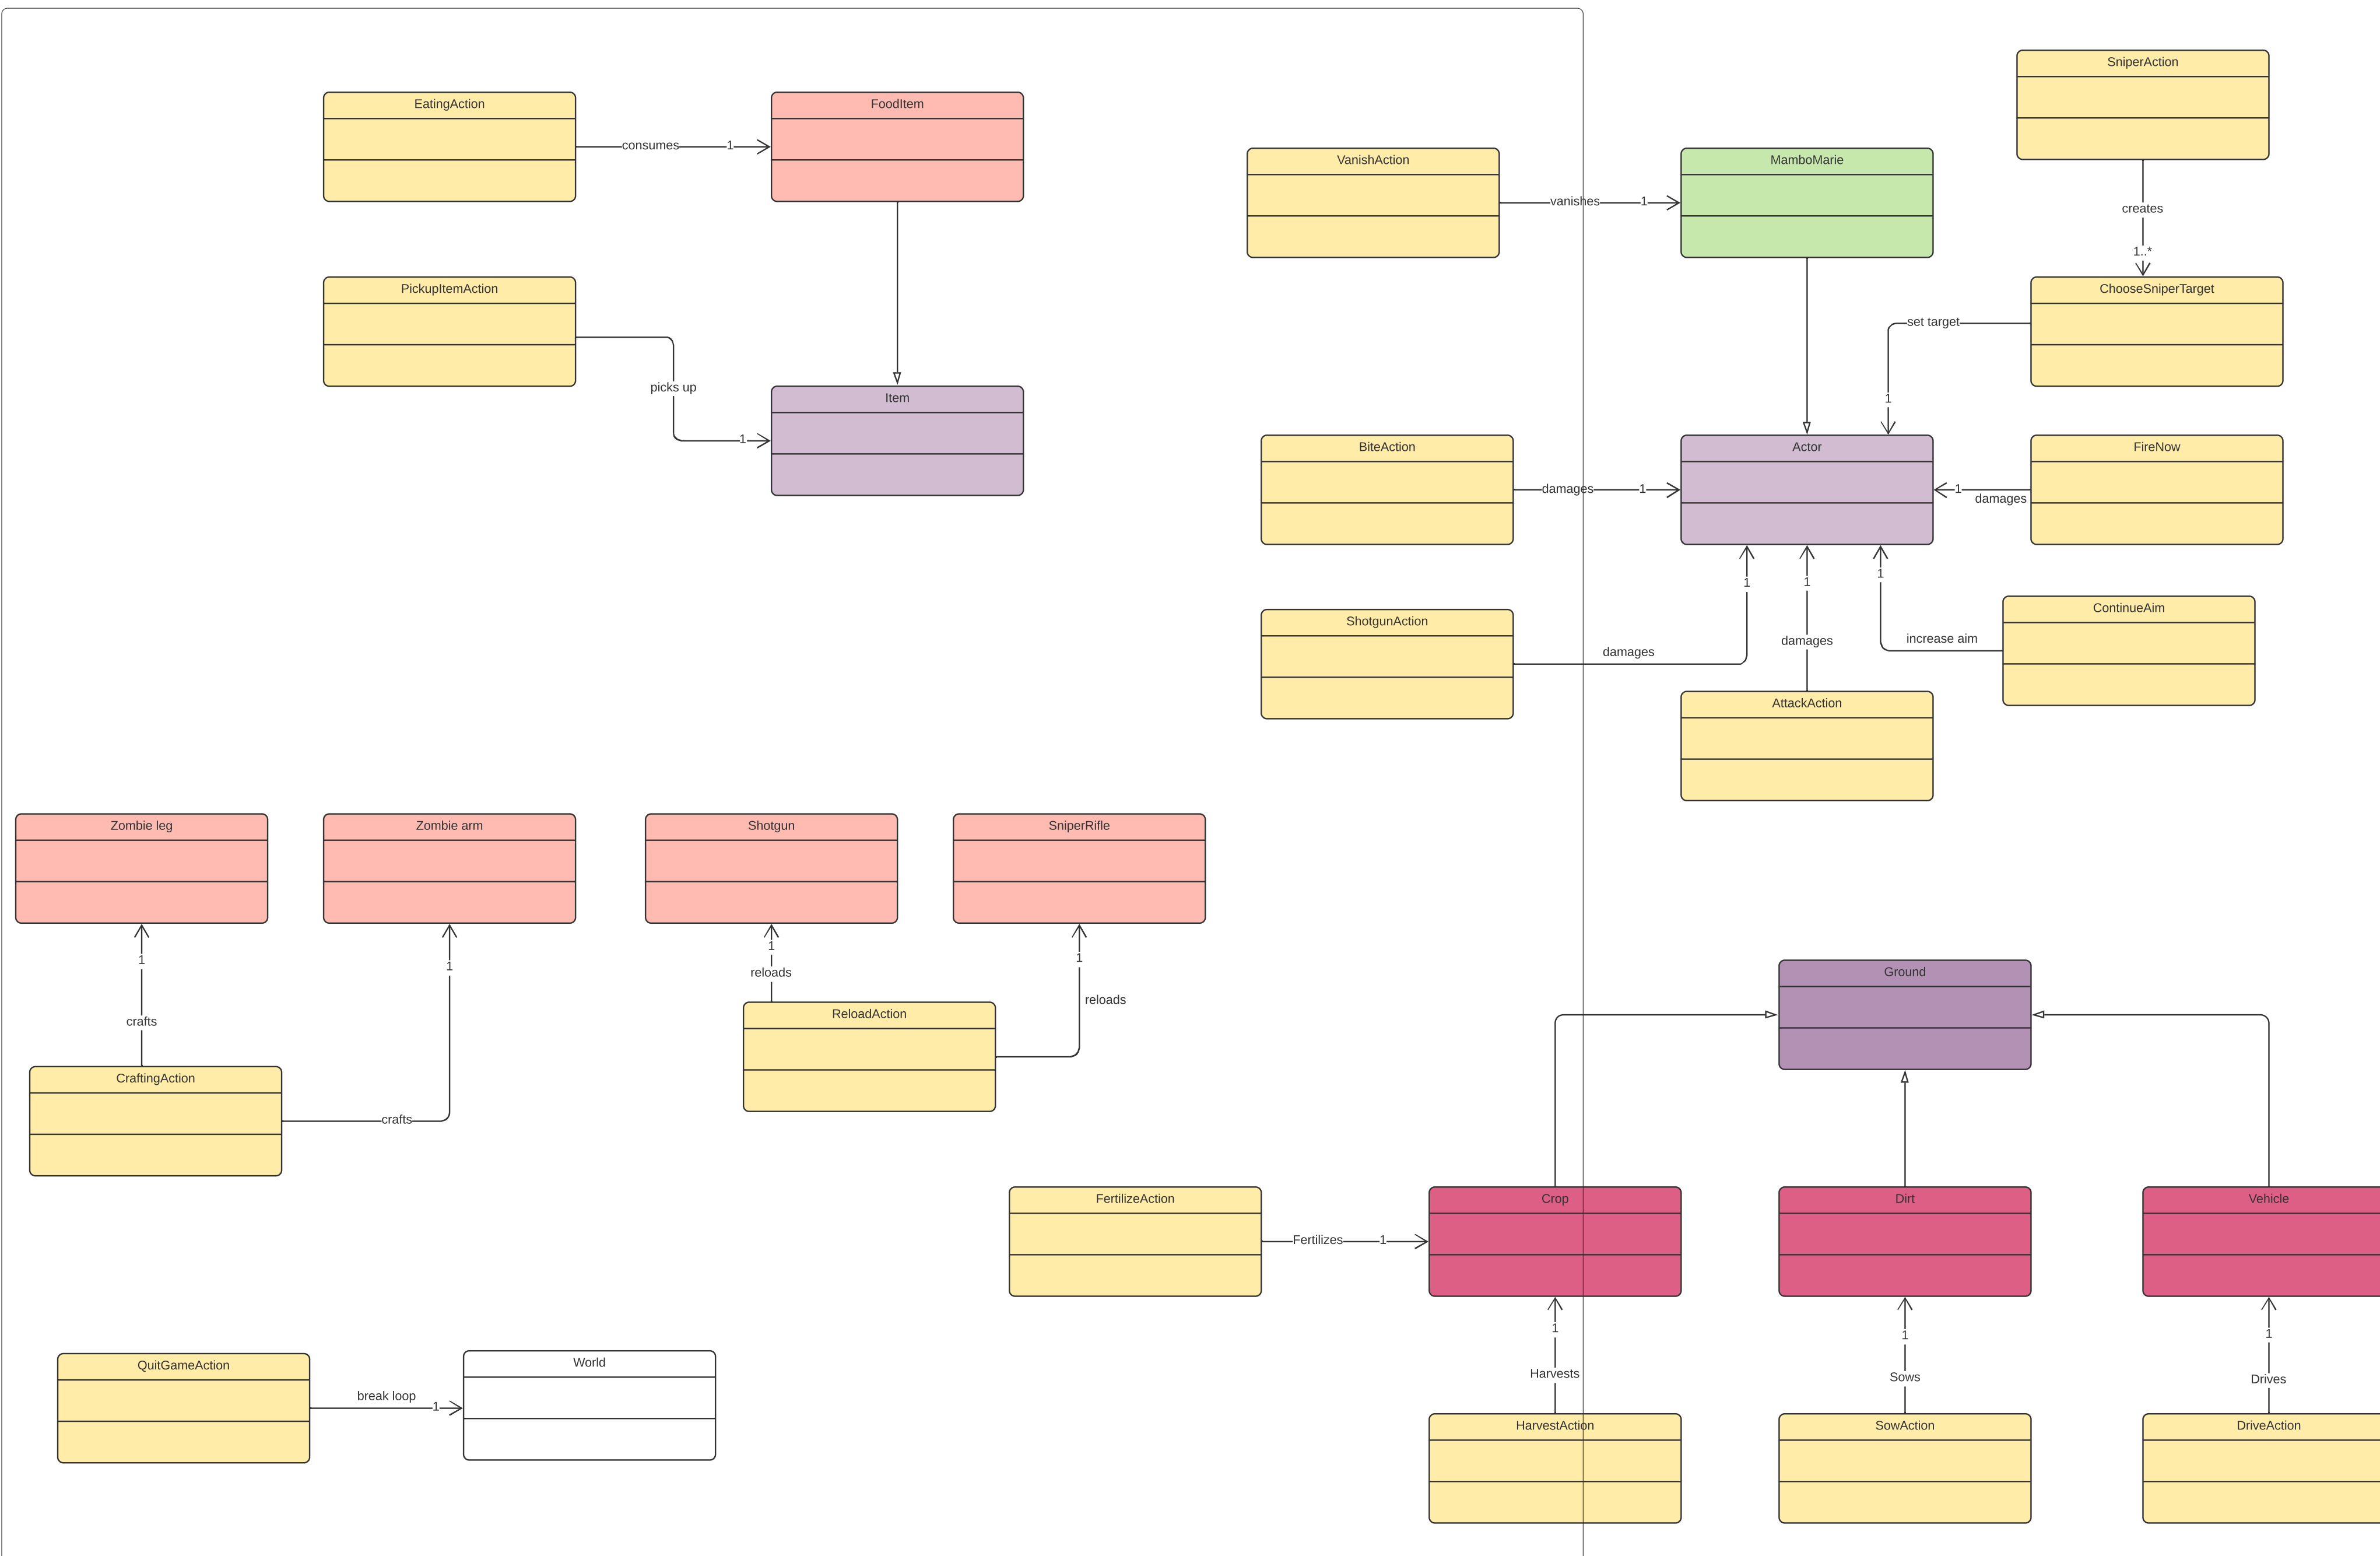 SniperAction
EatingAction
FoodItem
consumes
1
VanishAction
MamboMarie
vanishes
1
creates
1..*
PickupItemAction
ChooseSniperTarget
set target
picks up
1
Item
1
BiteAction
Actor
FireNow
damages
1
1
damages
1
1
1
ShotgunAction
ContinueAim
damages
damages
increase aim
AttackAction
Zombie leg
Zombie arm
Shotgun
SniperRifle
1
1
1
1
reloads
reloads
Ground
ReloadAction
crafts
CraftingAction
crafts
FertilizeAction
Crop
Dirt
Vehicle
Fertilizes
1
1
1
1
Harvests
Sows
Drives
QuitGameAction
World
break loop
1
HarvestAction
SowAction
DriveAction